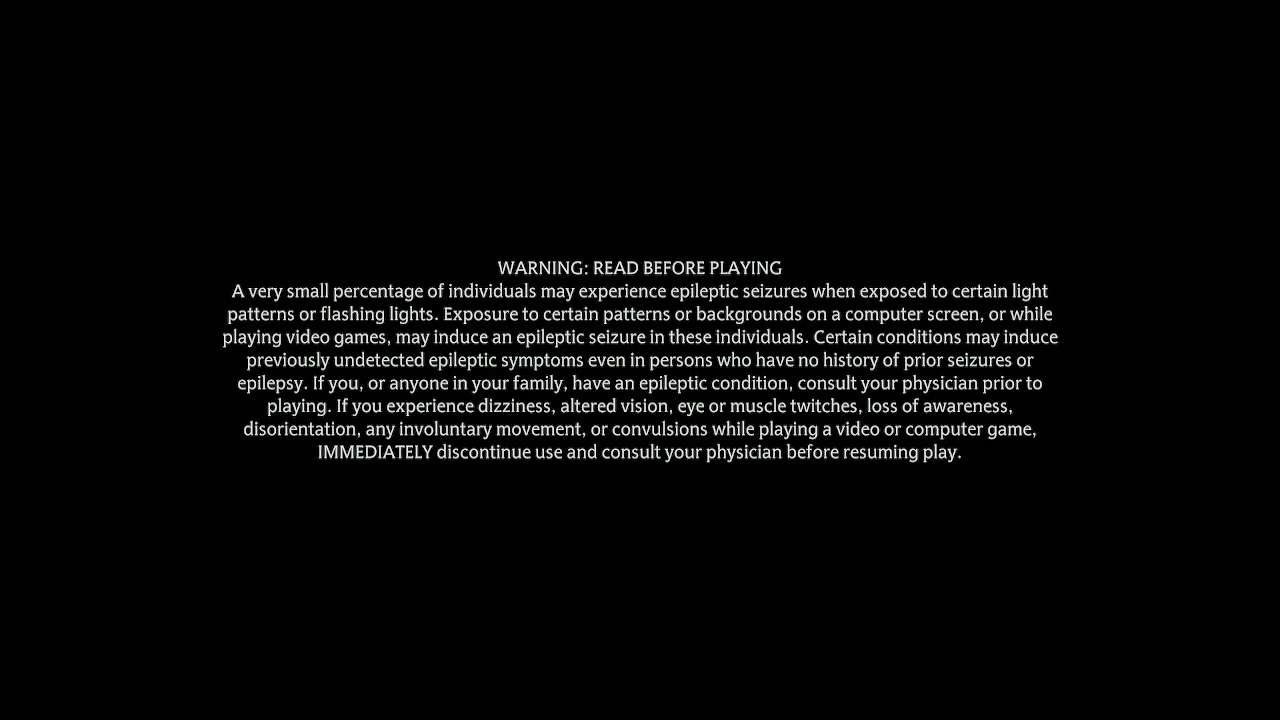 WARNING: READ BEFORE PLAYING
A very small percentage of individuals may experience epileptic seizures when exposed to certain light
patterns or flashing lights. Exposure to certain patterns or backgrounds on a computer screen, or while
playing video games, may induce an epileptic seizure in these individuals. Certain conditions may induce
previously undetected epileptic symptoms even in persons who have no history of prior seizures or
epilepsy. If you, or anyone in your family, have an epileptic condition, consult your physician prior to
playing. If you experience dizziness, altered vision, eye or muscle twitches, loss of awareness,
disorientation, any involuntary movement, or convulsions while playing a video or computer game,
IMMEDIATELY discontinue use and consult your physician before resuming play.